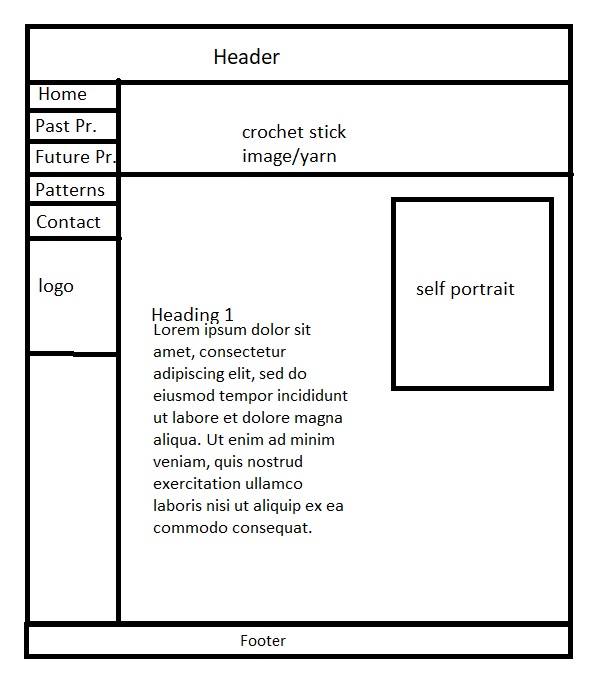 Header
Home
Past Pr.
Future Pr.
Patterns
Contact
logo
crochet stick
image/yarn
self portrait
Heading 1
Lorem ipsum dolor sit
amet, consectetur
adipiscing elit, sed do
eiusmod tempor incididunt
ut labore et dolore magna
aliqua. Ut enim ad minim
veniam, quis nostrud
exercitation ullamco
laboris nisi ut aliquip ex ea
commodo consequat.
Footer